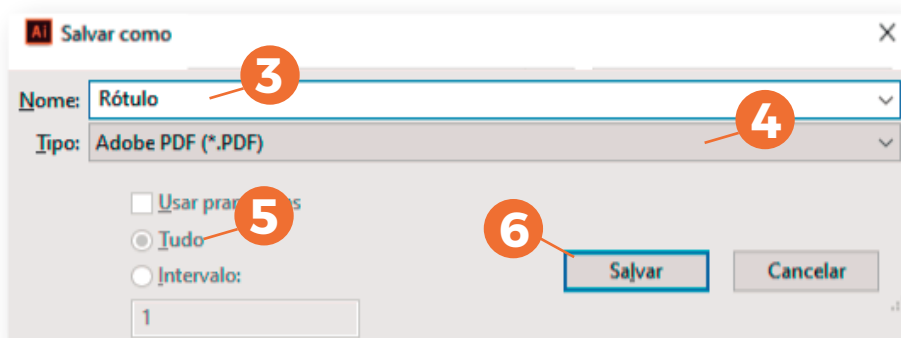 Ai Salvar como
3
Nome: Rótulo
4
Tipo: Adobe PDF (*.PDF)
Usar
5
Tudo
6
Intervalo:
Salvar Cancelar
1